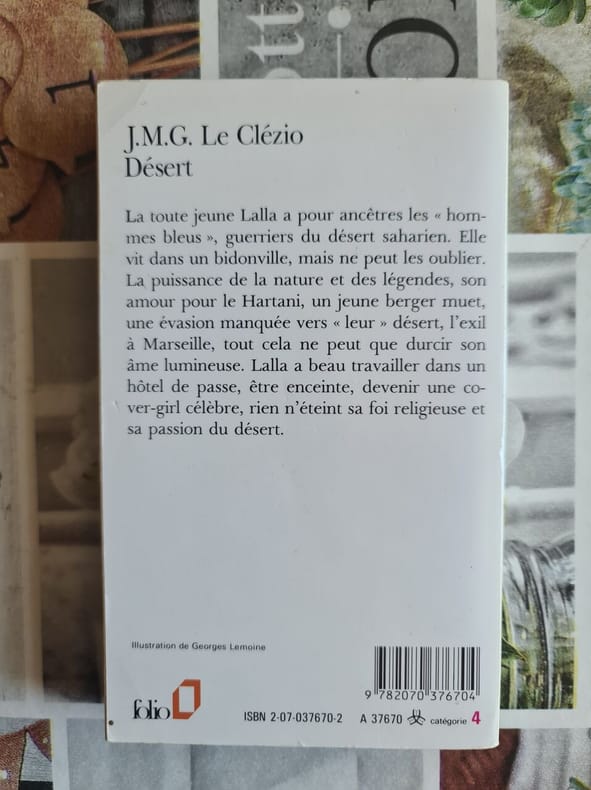 ott
O
1
J.M.G. Le Clézio
Désert
La toute jeune Lalla a pour ancêtres les « hom-
mes bleus », guerriers du désert saharien. Elle
vit dans un bidonville, mais ne peut les oublier.
La puissance de la nature et des légendes, son
amour pour le Hartani, un jeune berger muet,
une évasion manquée vers « leur » désert, l'exil
à Marseille, tout cela ne peut que durcir son
âme lumineuse. Lalla a beau travailler dans un
hôtel de passe, être enceinte, devenir une co-
ver-girl célèbre, rien n'éteint sa foi religieuse et
sa passion du désert.
Illustration de Georges Lemoine
9 782070 376704
folio
ISBN 2-07-037670-2 A 37670 catégorie 4